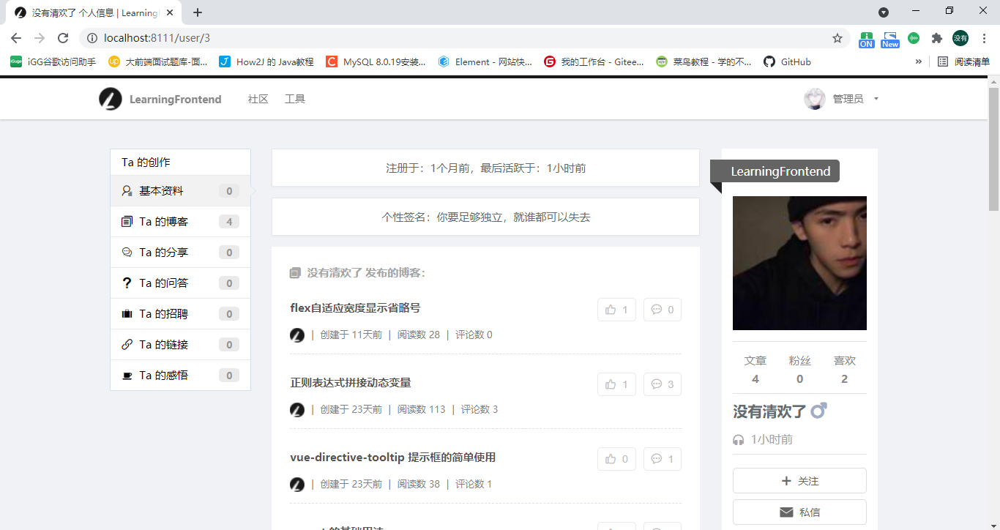 没有清欢了 个人信息 | Learning
localhost:8111/user/3
没有
ON
New
iGG谷歌访问助手
大前端面试题库-面...
How2J 的 Java教程
MySQL 8.0.19安装...
Element - 网站快...
我的工作台 - Gitee...
菜鸟教程 - 学的不...
GitHub
»
阅读清单
LearningFrontend
社区
工具
管理员
Ta 的创作
基本资料 0
Ta 的博客 4
Ta 的分享 0
Ta 的问答 0
Ta 的招聘 0
Ta 的链接 0
Ta 的感悟 0
注册于：1个月前，最后活跃于：1小时前
个性签名：你要足够独立，就谁都可以失去
没有清欢了 发布的博客：
flex自适应宽度显示省略号
1 0
| 创建于 11天前 | 阅读数 28 | 评论数 0
正则表达式拼接动态变量
1 3
| 创建于 23天前 | 阅读数 113 | 评论数 3
vue-directive-tooltip 提示框的简单使用
0 1
| 创建于 23天前 | 阅读数 38 | 评论数 1
的基础用法
LearningFrontend
文章 粉丝 喜欢
4 0 2
没有清欢了
1小时前
关注
私信